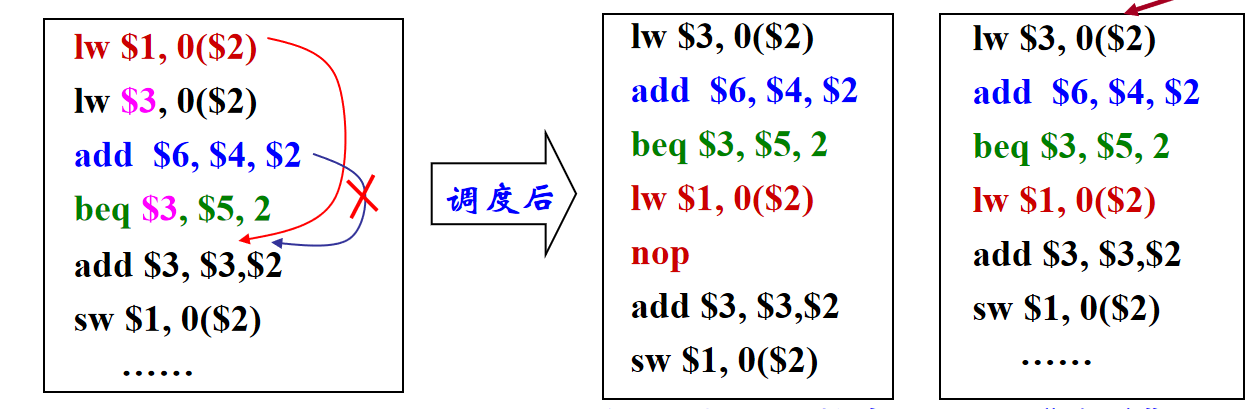 lw $1, 0($2)
lw $3, 0($2)
add $6, $4, $2
beq $3, $5, 2
add $3, $3,$2
sw $1, 0($2)
……
调度后
lw $3, 0($2)
add $6, $4, $2
beq $3, $5, 2
lw $1, 0($2)
nop
add $3, $3,$2
sw $1, 0($2)
lw $3, 0($2)
add $6, $4, $2
beq $3, $5, 2
lw $1, 0($2)
add $3, $3,$2
sw $1, 0($2)
……